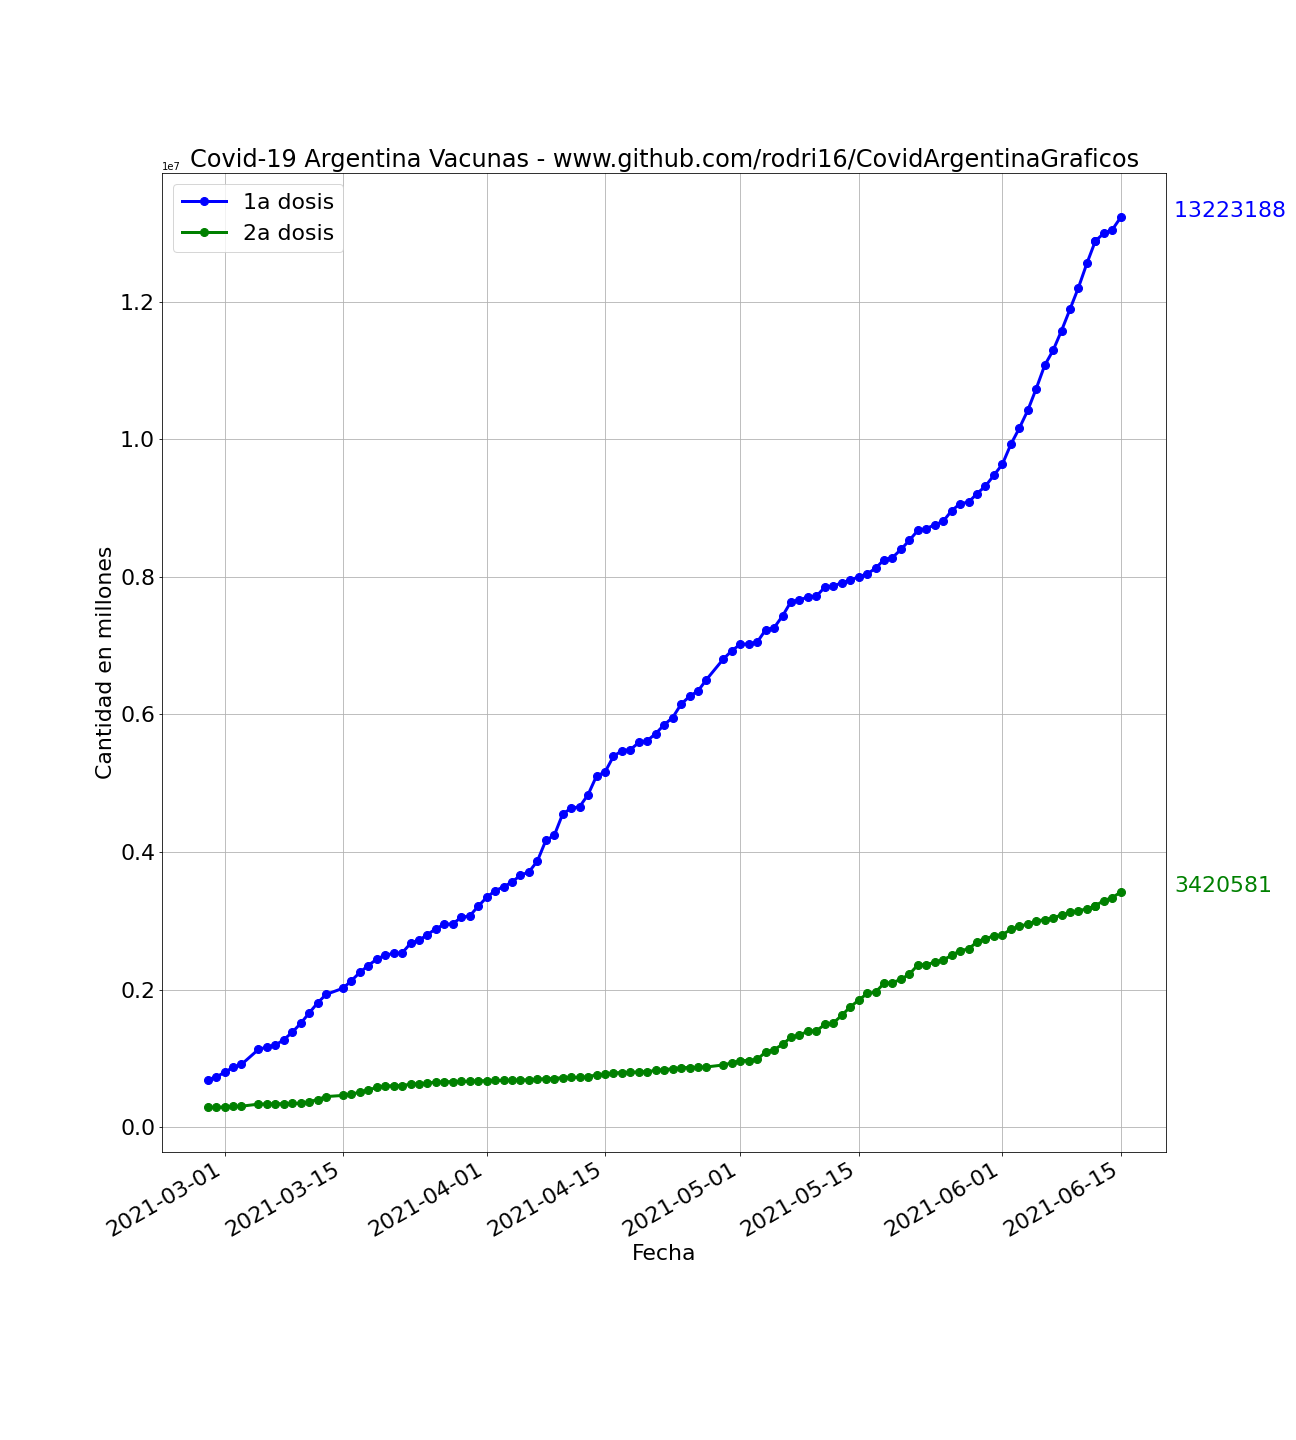 Covid-19 Argentina Vacunas - www.github.com/rodri16/CovidArgentinaGraficos
1e7
1a dosis
2a dosis
13223188
1.2
1.0
0.8
0.6
0.4
3420581
0.2
0.0
Cantidad en millones
2021-03-01
2021-03-15
2021-04-01
2021-04-15
2021-05-01
2021-05-15
2021-06-01
2021-06-15
Fecha